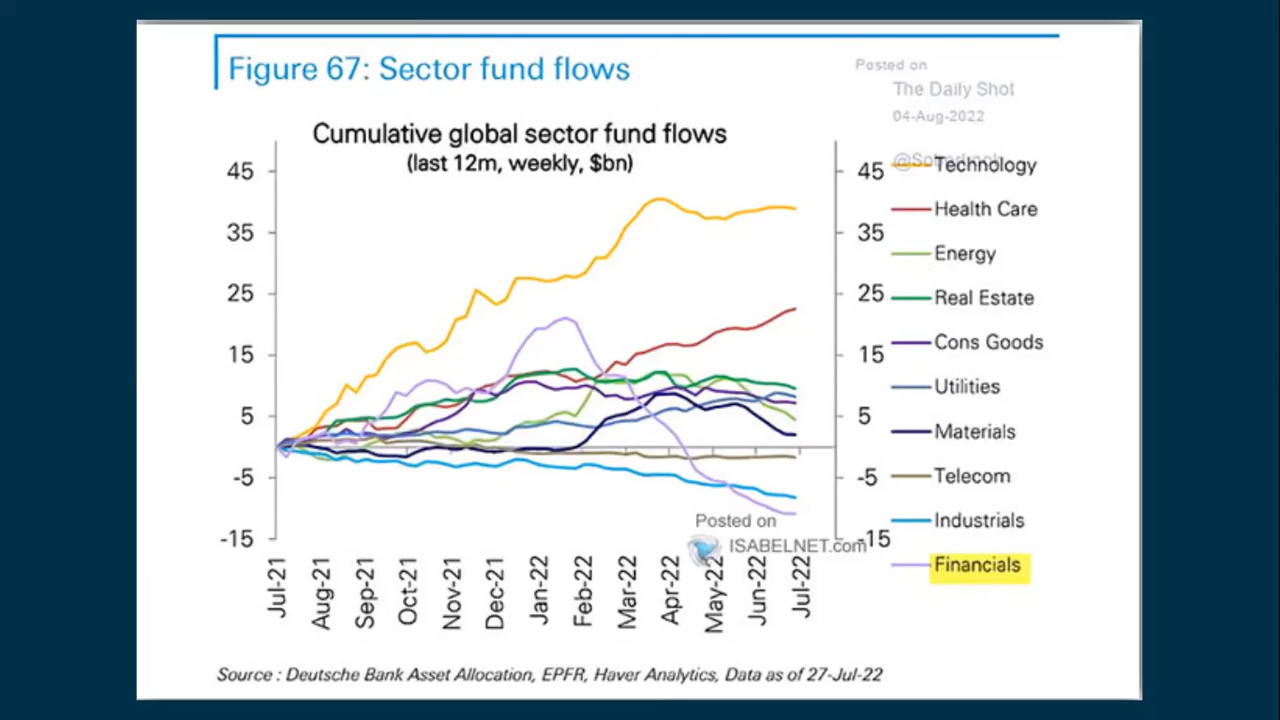 Figure 67: Sector fund flows
Posted on
The Daily Shot
04-Aug-2022
Cumulative global sector fund flows
(last 12m, weekly, $bn)
45
35
25
15
5
-5
-15
45
35
25
15
5
-5
-15
Technology
Health Care
Energy
Real Estate
Cons Goods
Utilities
Materials
Telecom
Industrials
Financials
Posted on
ISABELNET.com
Jul-21
Aug-21
Sep-21
Oct-21
Nov-21
Dec-21
Jan-22
Feb-22
Mar-22
Apr-22
May-22
Jun-22
Jul-22
Source : Deutsche Bank Asset Allocation, EPFR, Haver Analytics, Data as of 27-Jul-22